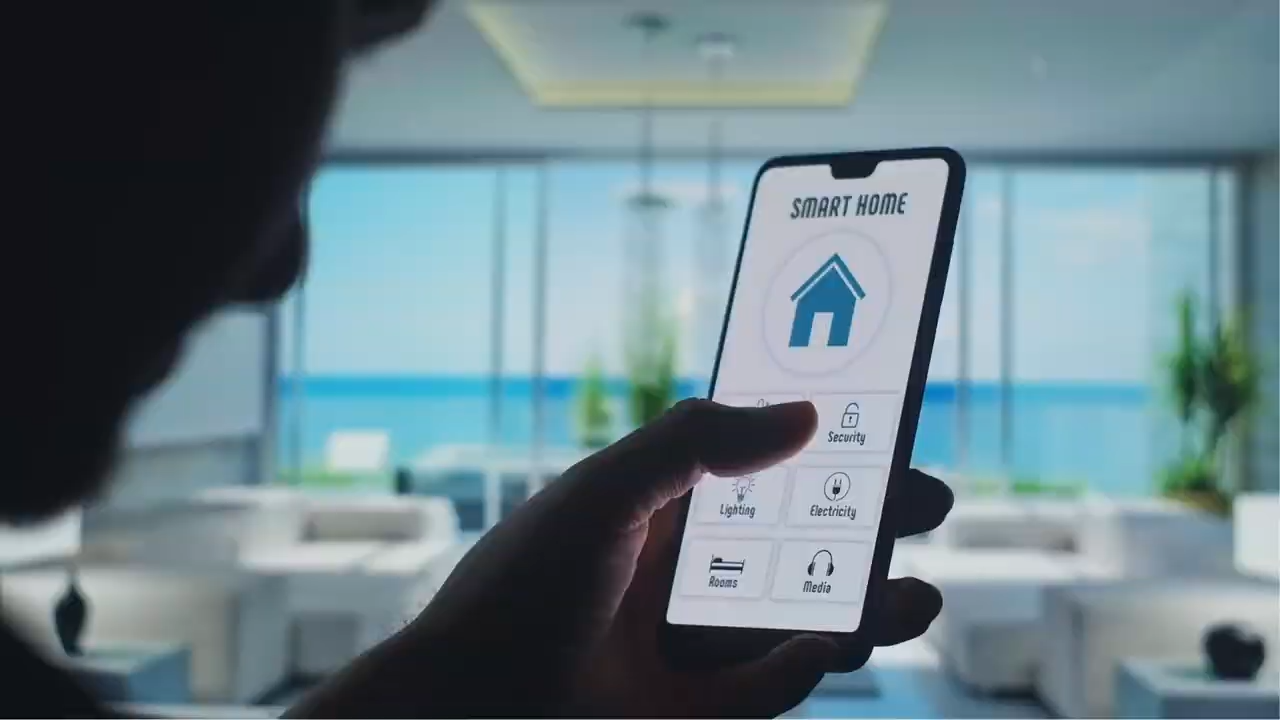 SMART HOME
Security
Lighting
Electricity
Rooms
Media